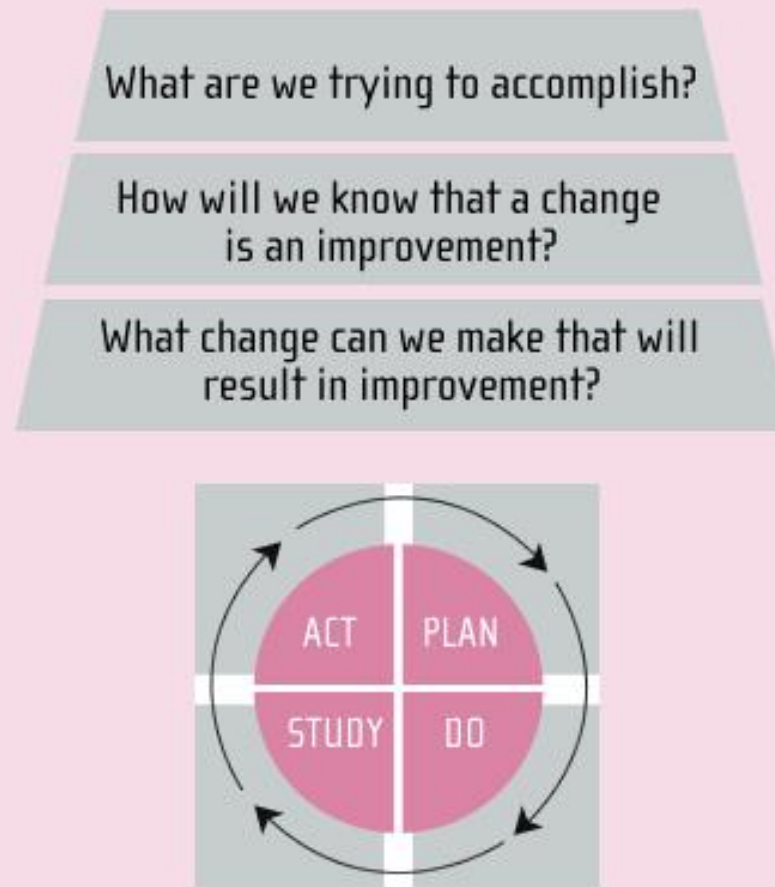 What are we trying to accomplish?
How will we know that a change
is an improvement?
What change can we make that will
result in improvement?
ACT
PLAN
STUDY
DO